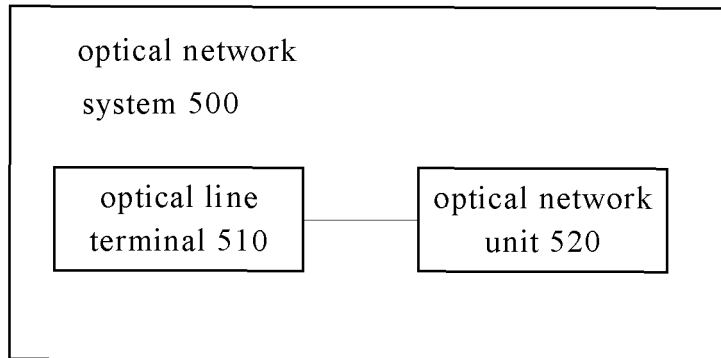 optical network
system 500
optical line
terminal 510
optical network
unit 520